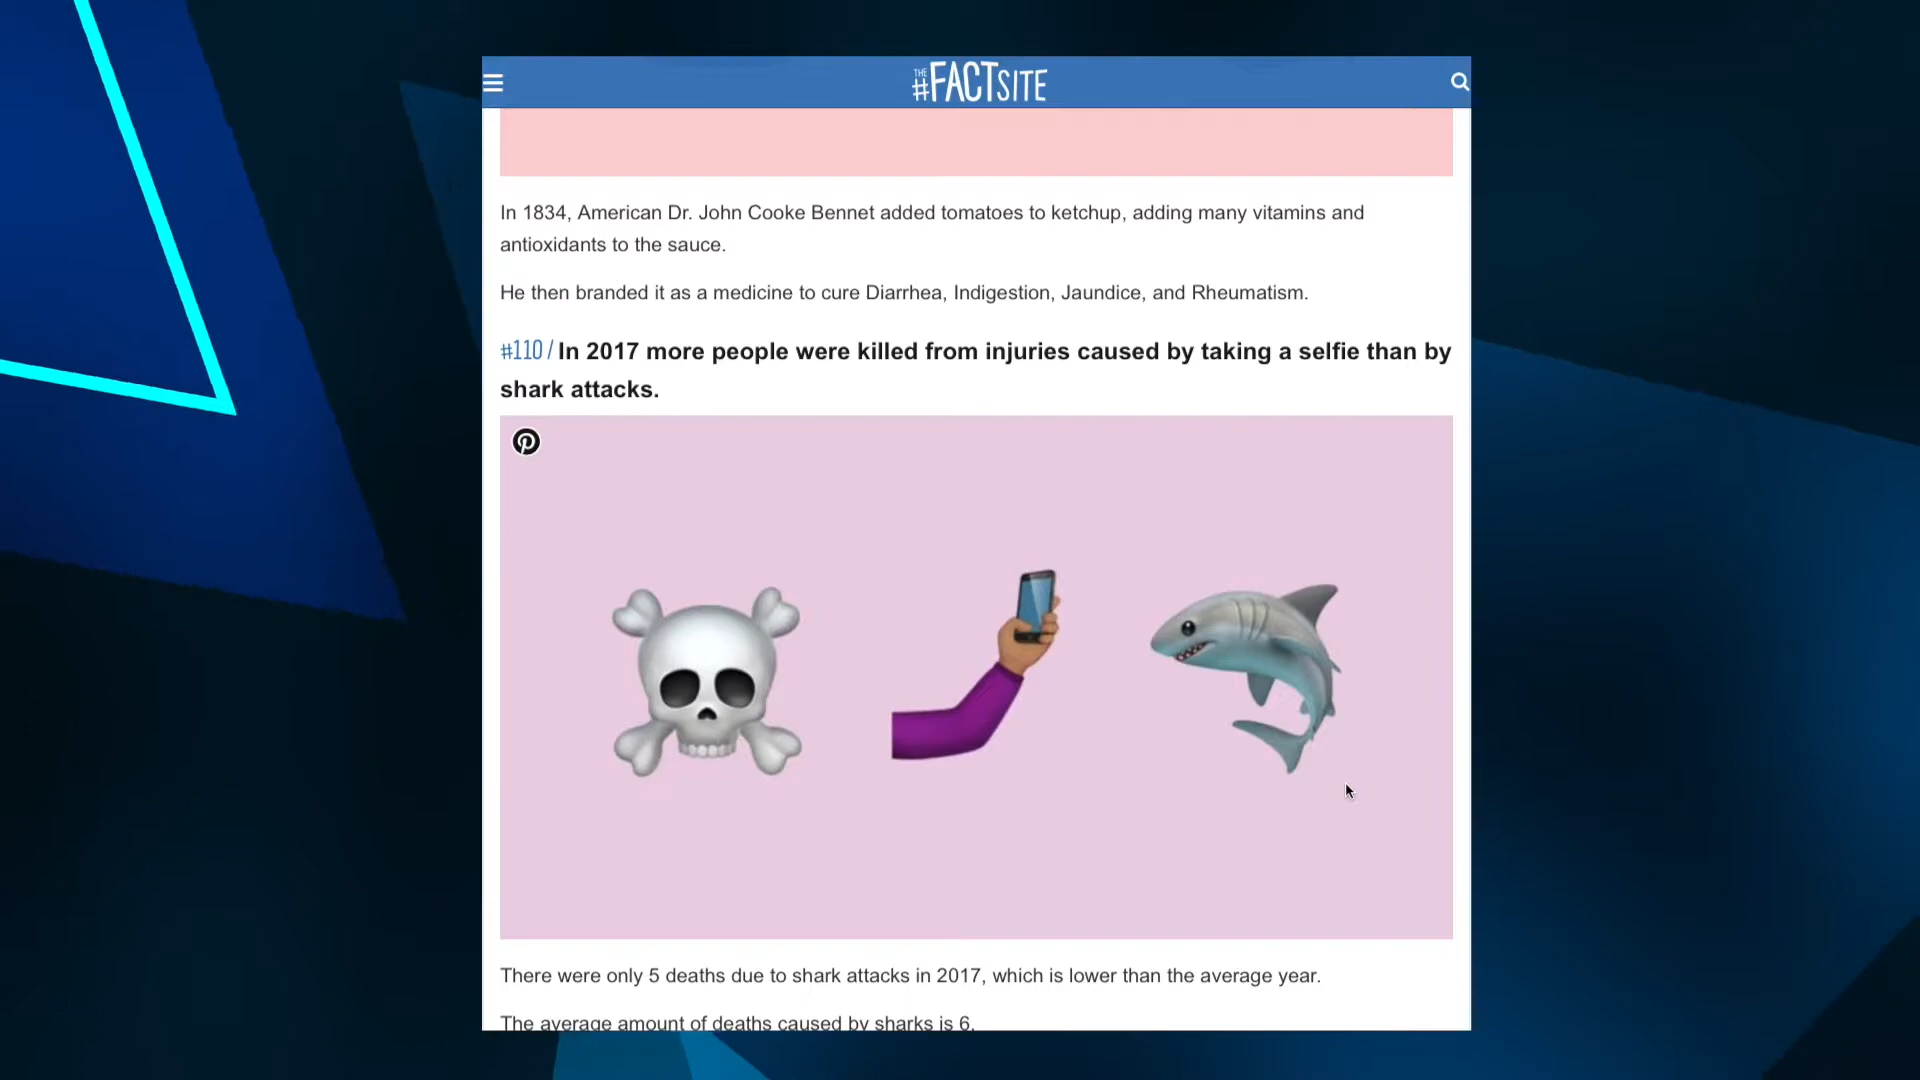 THE
#FACTSITE
In 1834, American Dr. John Cooke Bennet added tomatoes to ketchup, adding many vitamins and
antioxidants to the sauce.
He then branded it as a medicine to cure Diarrhea, Indigestion, Jaundice, and Rheumatism.
#110 / In 2017 more people were killed from injuries caused by taking a selfie than by
shark attacks.
There were only 5 deaths due to shark attacks in 2017, which is lower than the average year.
The average amount of deaths caused by sharks is 6.